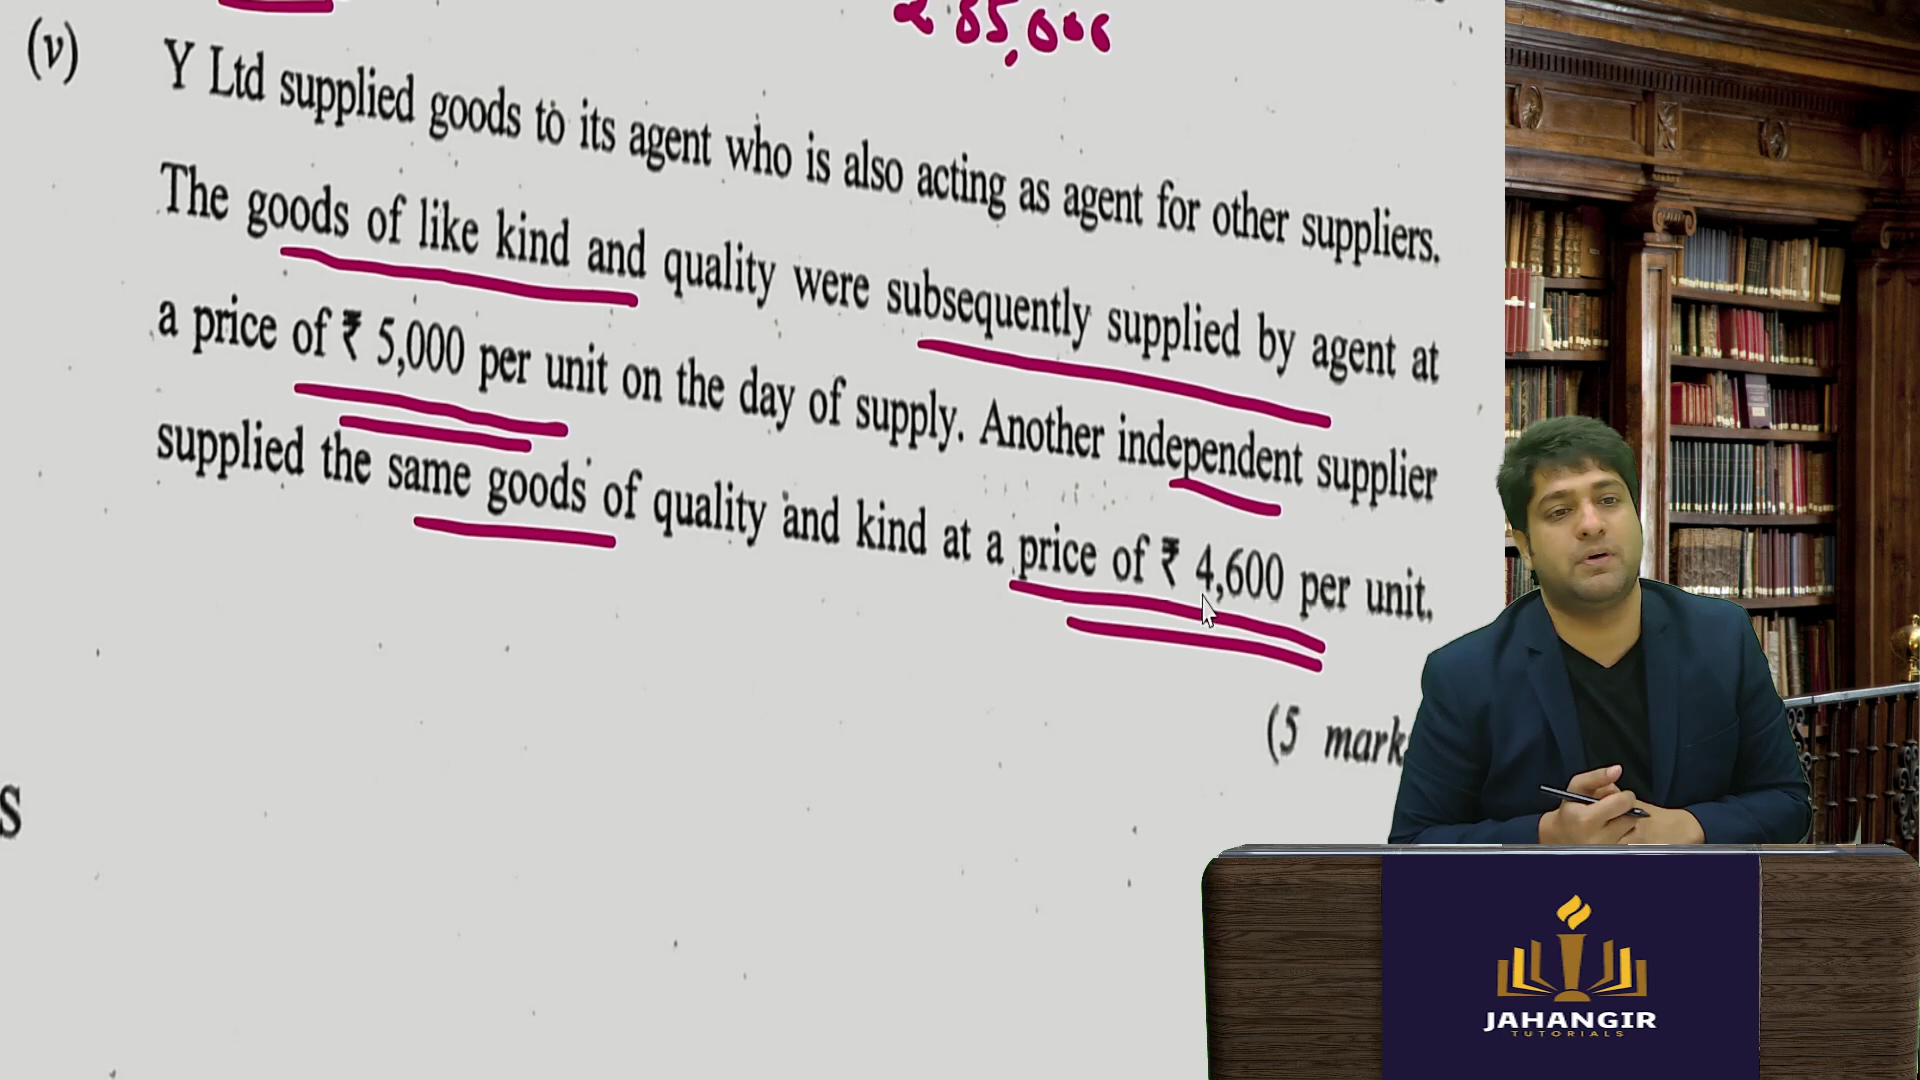 285,000
(v) Y Ltd supplied goods to its agent who is also acting as agent for other suppliers.
The goods of like kind and quality were subsequently supplied by agent at
a price of ₹ 5,000 per unit on the day of supply. Another independent supplier
supplied the same goods of quality and kind at a price of ₹ 4,600 per unit.
(5 mark
S
JAHANGIR
TUTORIALS